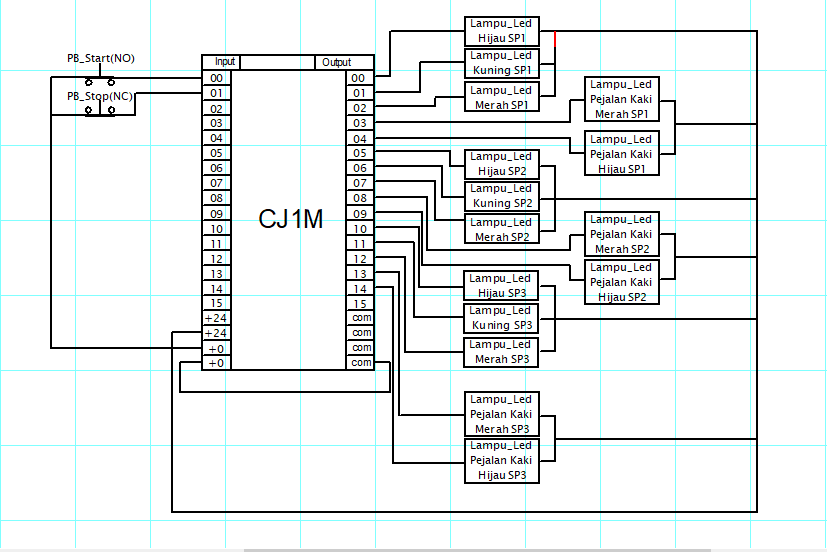 PB_Start(NO)
PB_Stop(NC)
Input
Output
00
01
02
03
04
05
06
07
08
09
10
11
12
13
14
15
+24
+24
+0
+0
CJ1M
00
01
02
03
04
05
06
07
08
09
10
11
12
13
14
15
com
com
com
com
Lampu_Led
Hijau SP1
Lampu_Led
Kuning SP1
Lampu_Led
Merah SP1
Lampu_Led
Pejalan Kaki
Merah SP1
Lampu_Led
Pejalan Kaki
Hijau SP1
Lampu_Led
Hijau SP2
Lampu_Led
Kuning SP2
Lampu_Led
Merah SP2
Lampu_Led
Pejalan Kaki
Merah SP2
Lampu_Led
Pejalan Kaki
Hijau SP2
Lampu_Led
Hijau SP3
Lampu_Led
Kuning SP3
Lampu_Led
Merah SP3
Lampu_Led
Pejalan Kaki
Merah SP3
Lampu_Led
Pejalan Kaki
Hijau SP3